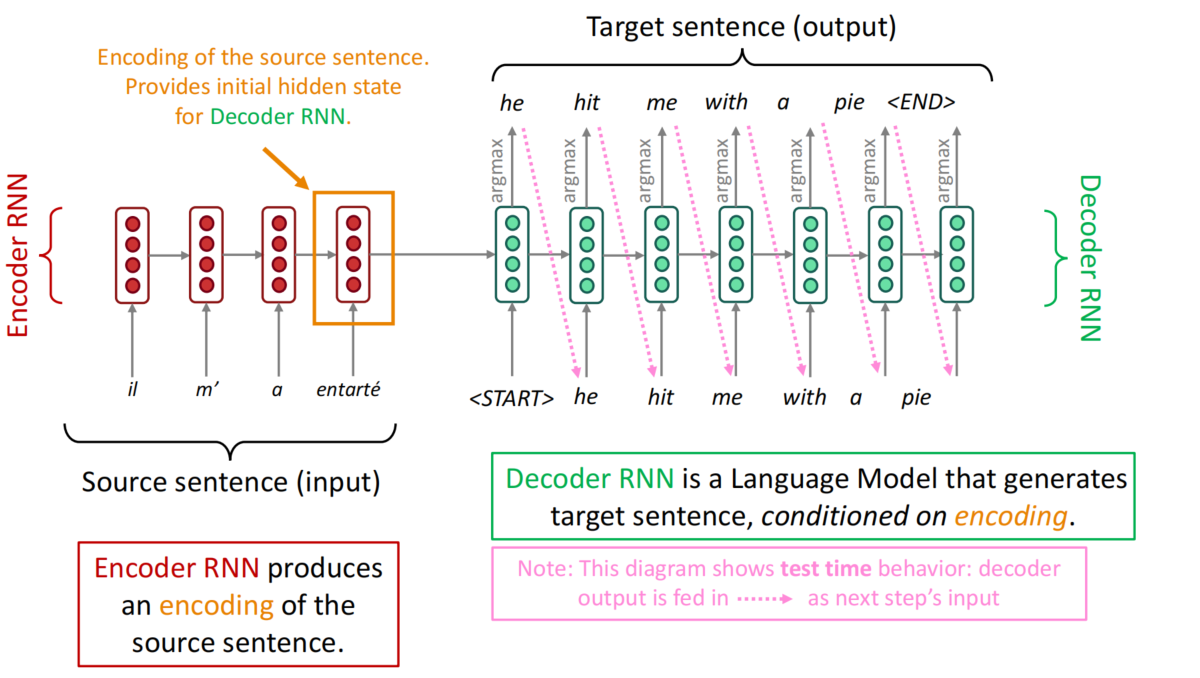 Target sentence (output)
Encoding of the source sentence.
Provides initial hidden state
for Decoder RNN.
he hit me with a pie <END>
argmax argmax argmax argmax argmax argmax argmax
Encoder RNN
Decoder RNN
il m’ a entarté
<START> he hit me with a pie
Source sentence (input)
Decoder RNN is a Language Model that generates
target sentence, conditioned on encoding.
Encoder RNN produces
an encoding of the
source sentence.
Note: This diagram shows test time behavior: decoder
output is fed in as next step’s input